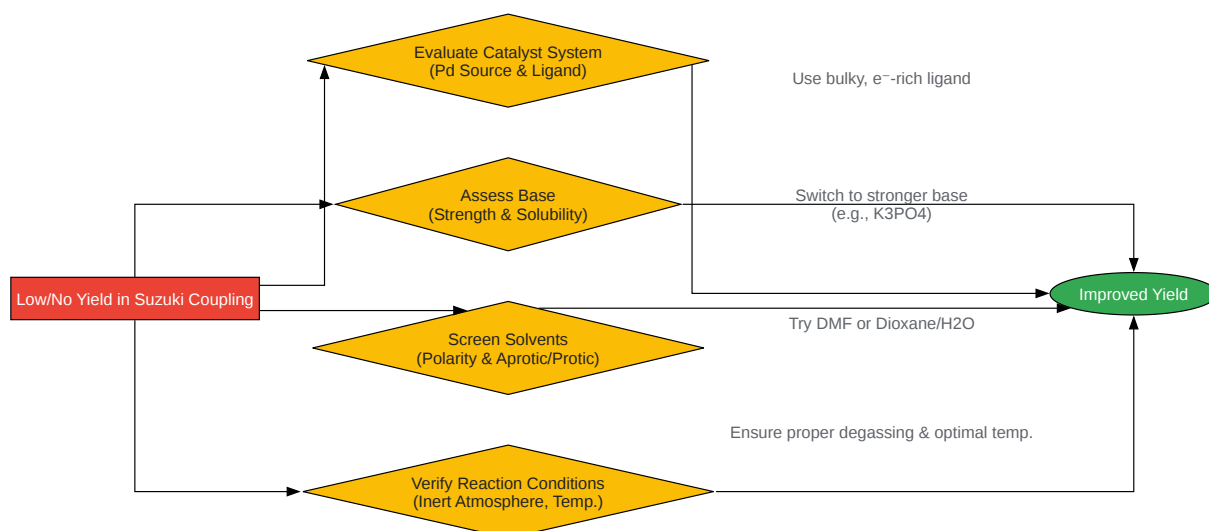 Evaluate Catalyst System
(Pd Source & Ligand)
Use bulky, e⁻-rich ligand
Assess Base
(Strength & Solubility)
Switch to stronger base
(e.g., K3PO4)
Low/No Yield in Suzuki Coupling
Improved Yield
Screen Solvents
(Polarity & Aprotic/Protic)
Try DMF or Dioxane/H2O
Ensure proper degassing & optimal temp.
Verify Reaction Conditions
(Inert Atmosphere, Temp.)